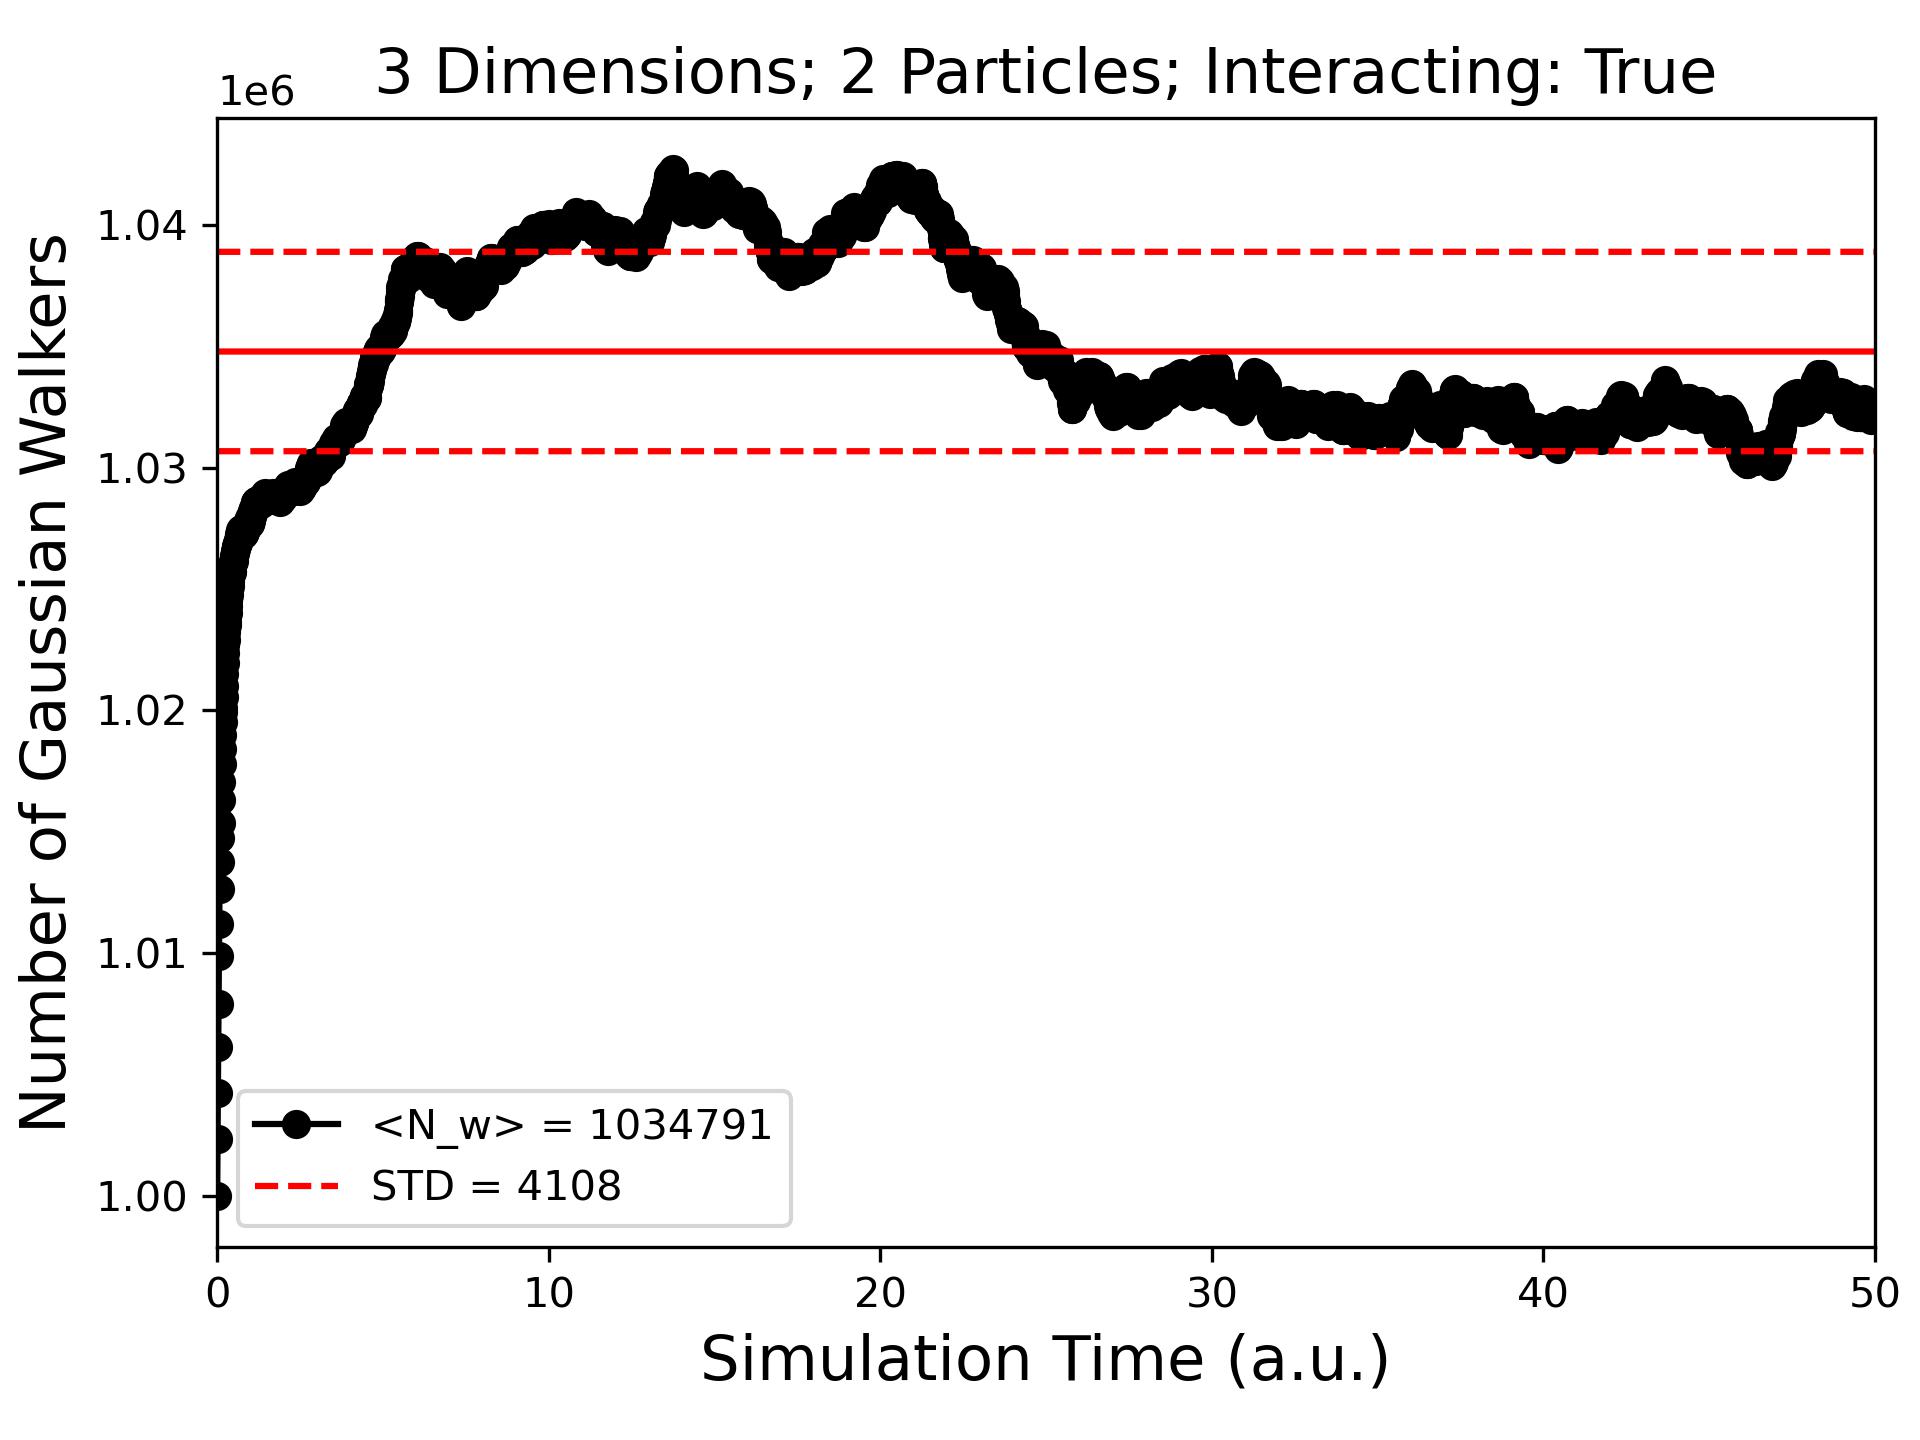 3 Dimensions; 2 Particles; Interacting: True
1e6
Number of Gaussian Walkers
1.04
1.03
1.02
1.01
1.00
<N_w> = 1034791
STD = 4108
0 10 20 30 40 50
Simulation Time (a.u.)